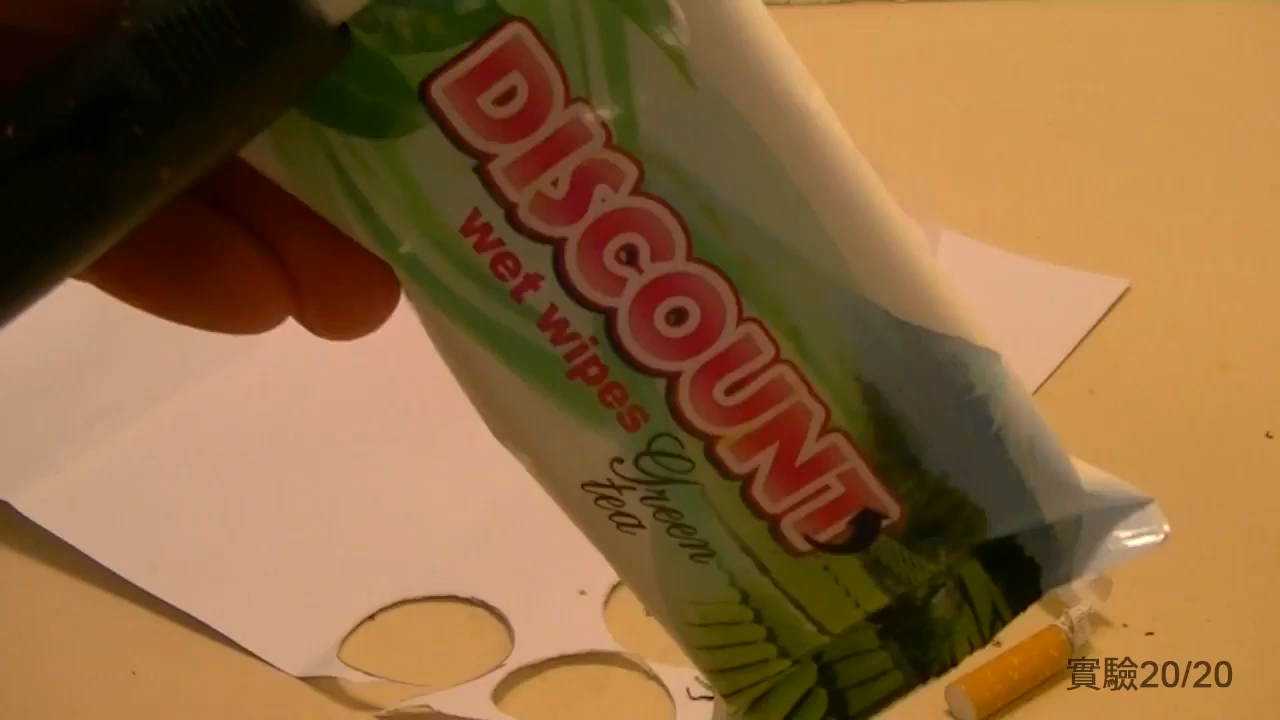 DISCOUNT
wet wipes
Green
tea
實驗20/20